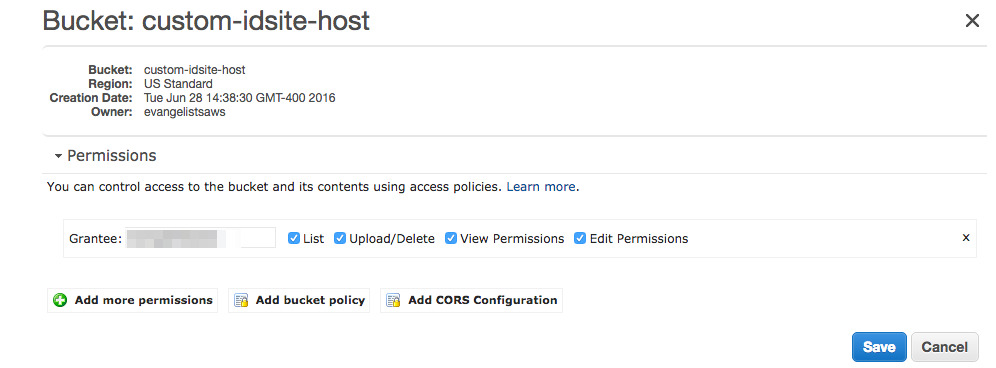 Bucket: custom-idsite-host
Bucket: custom-idsite-host
Region: US Standard
Creation Date: Tue Jun 28 14:38:30 GMT-400 2016
Owner: evangelistsaws
Permissions
You can control access to the bucket and its contents using access policies. Learn more.
Grantee: List Upload/Delete View Permissions Edit Permissions x
Add more permissions Add bucket policy Add CORS Configuration
Save Cancel